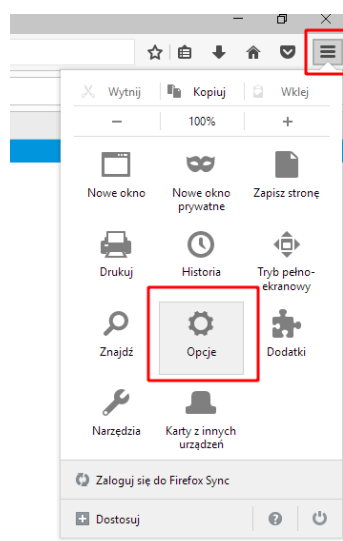 Wytnij Kopiuj Wklej
100%
Nowe okno Nowe okno prywatne Zapisz stronę
Drukuj Historia Tryb pełno-ekranowy
Znajdź Opcje Dodatki
Narzędzia Karty z innych urządzeń
Zaloguj się do Firefox Sync
Dostosuj